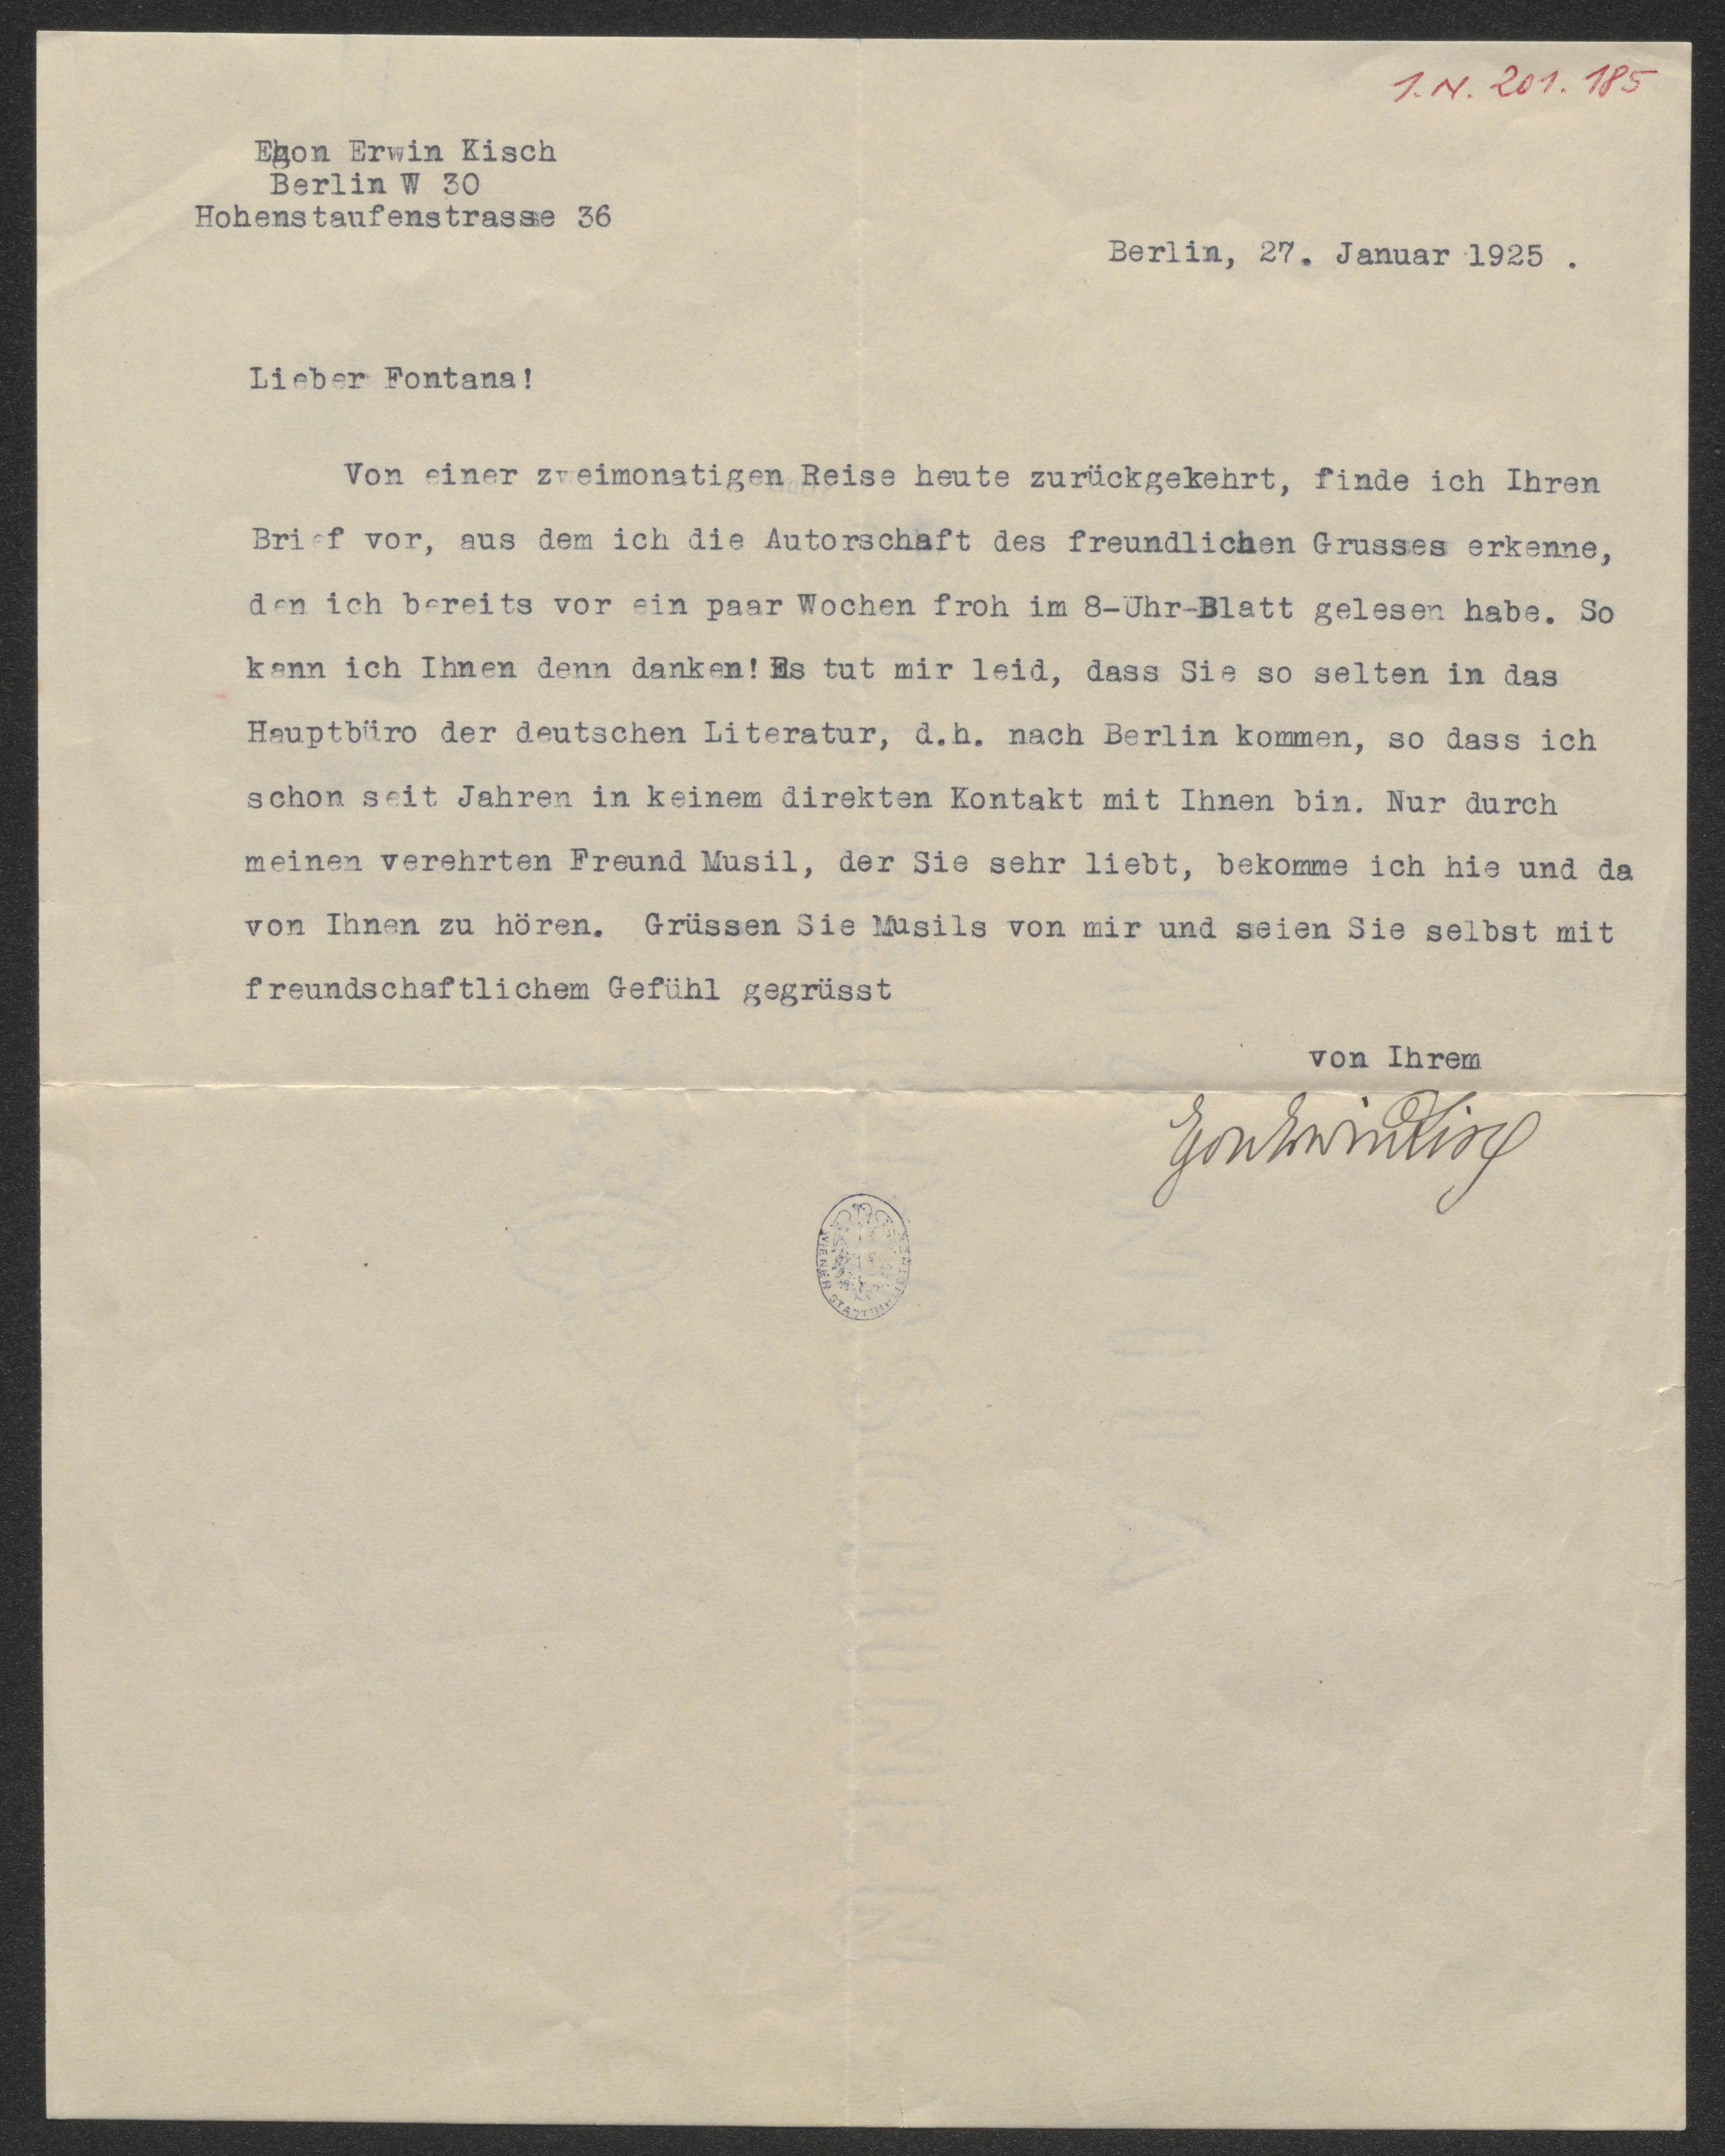 I.N. 201.185
Egon Erwin Kisch
Berlin W 30
Hohenstaufenstrasse 36
Berlin, 27. Januar 1925 .
Lieber Fontana!
Von einer zweimonatigen Reise heute zurückgekehrt, finde ich Ihren
Brief vor, aus dem ich die Autorschaft des freundlichen Grusses erkenne,
den ich bereits vor ein paar Wochen froh im 8-Uhr-Blatt gelesen habe. So
kann ich Ihnen denn danken! Es tut mir leid, dass Sie so selten in das
Hauptbüro der deutschen Literatur, d.h. nach Berlin kommen, so dass ich
schon seit Jahren in keinem direkten Kontakt mit Ihnen bin. Nur durch
meinen verehrten Freund Musil, der Sie sehr liebt, bekomme ich hie und da
von Ihnen zu hören. Grüssen Sie Musils von mir und seien Sie selbst mit
freundschaftlichem Gefühl gegrüsst
von Ihrem
Egon Erwin Kisch
WIENER STADTBIBLIOTHEK